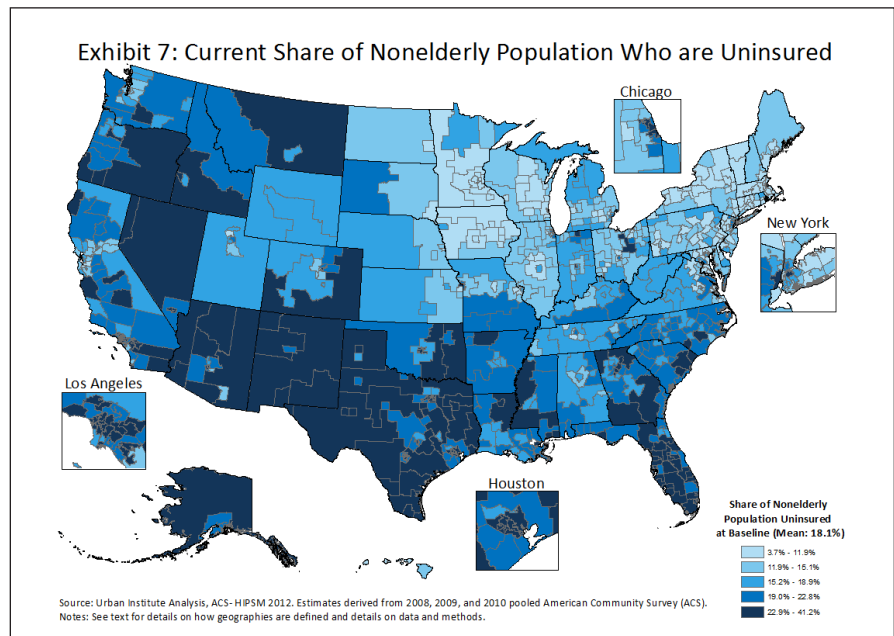 Exhibit 7: Current Share of Nonelderly Population Who are Uninsured
Chicago
New York
Los Angeles
Houston
Share of Nonelderly
Population Uninsured
at Baseline (Mean: 18.1%)
3.7% - 11.9%
11.9% - 15.1%
15.2% - 18.9%
19.0% - 22.8%
22.9% - 41.2%
Source: Urban Institute Analysis, ACS- HIPSM 2012. Estimates derived from 2008, 2009, and 2010 pooled American Community Survey (ACS).
Notes: See text for details on how geographies are defined and details on data and methods.